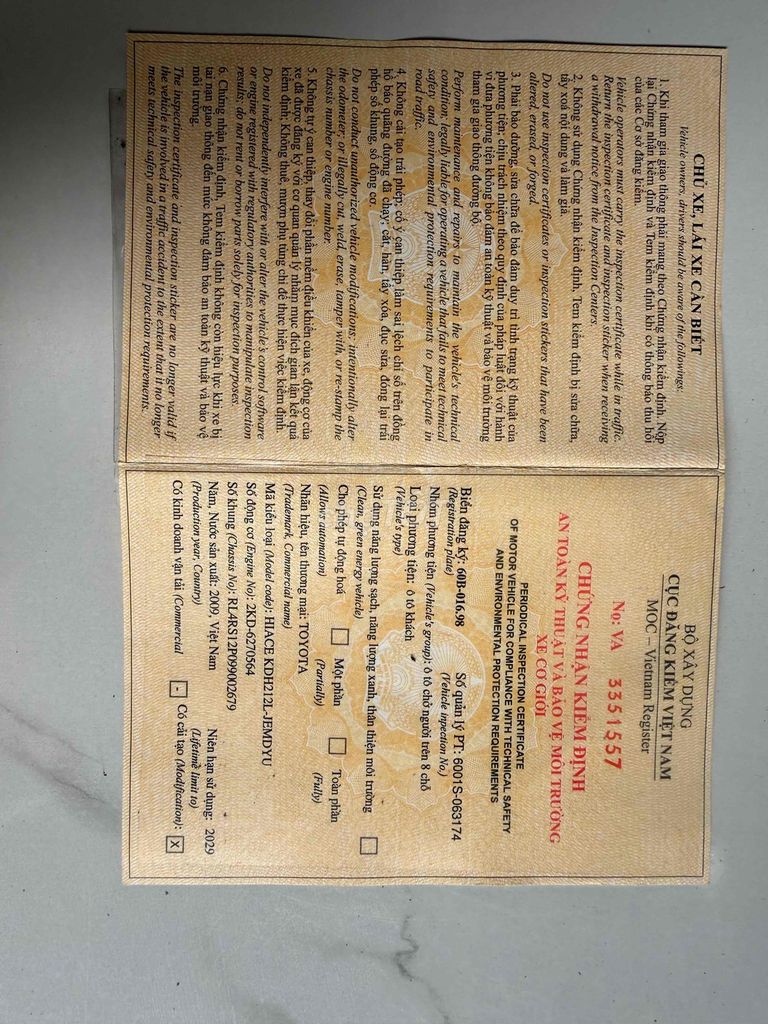 CHỦ XE, LÁI XE CẦN BIẾT
Vehicle owners, drivers should be aware of the followings:
1. Khi tham gia giao thông phải mang theo Chứng nhận kiểm định. Nộp
lại Chứng nhận kiểm định và Tem kiểm định khi có thông báo thu hồi
của các Cơ sở đăng kiểm.
Vehicle operators must carry the inspection certificate while in traffic.
Return the inspection certificate and inspection sticker when receiving
a withdrawal notice from the Inspection Centers.
2. Không sử dụng Chứng nhận kiểm định, Tem kiểm định bị sửa chữa,
tẩy xoá nội dung và làm giả.
Do not use inspection certificates or inspection stickers that have been
altered, erased, or forged.
3. Phải bảo dưỡng, sửa chữa để bảo đảm duy trì tình trạng kỹ thuật của
phương tiện; chịu trách nhiệm theo quy định của pháp luật đối với hành
vi đưa phương tiện không bảo đảm an toàn kỹ thuật và bảo vệ môi trường
tham gia giao thông đường bộ.
Perform maintenance and repairs to maintain the vehicle's technical
condition; legally liable for operating a vehicle that fails to meet technical
safety and environmental protection requirements to participate in
road traffic.
4. Không cải tạo trái phép; cố ý can thiệp làm sai lệch chỉ số trên đồng
hồ báo quãng đường đã chạy; cắt, hàn, tẩy xóa, đục sửa, đóng lại trái
phép số khung, số động cơ.
Do not conduct unauthorized vehicle modifications; intentionally alter
the odometer; or illegally cut, weld, erase, tamper with, or re-stamp the
chassis number or engine number.
5. Không tự ý can thiệp, thay đổi phần mềm điều khiển của xe, động cơ của
xe đã được đăng ký với cơ quan quản lý nhằm mục đích gian lận kết quả
kiểm định; Không thuê, mượn phụ tùng chỉ để thực hiện việc kiểm định.
Do not independently interfere with or alter the vehicle's control software
or engine registered with regulatory authorities to manipulate inspection
results; do not rent or borrow parts solely for inspection purposes.
6. Chứng nhận kiểm định, Tem kiểm định không còn hiệu lực khi xe bị
tai nạn giao thông đến mức không đảm bảo an toàn kỹ thuật và bảo vệ
môi trường.
The inspection certificate and inspection sticker are no longer valid if
the vehicle is involved in a traffic accident to the extent that it no longer
meets technical safety and environmental protection requirements.
BỘ XÂY DỰNG
CỤC ĐĂNG KIỂM VIỆT NAM
MOC – Vietnam Register
No: VA 3351557
CHỨNG NHẬN KIỂM ĐỊNH
AN TOÀN KỸ THUẬT VÀ BẢO VỆ MÔI TRƯỜNG
XE CƠ GIỚI
PERIODICAL INSPECTION CERTIFICATE
OF MOTOR VEHICLE FOR COMPLIANCE WITH TECHNICAL SAFETY
AND ENVIRONMENTAL PROTECTION REQUIREMENTS
Biển đăng ký: 60B-016.98 Số quản lý PT: 6001S-063174
(Registration plate) (Vehicle inpection No.)
Nhóm phương tiện (Vehicle's group): ô tô chở người trên 8 chỗ
Loại phương tiện: ô tô khách
(Vehicle's type)
Sử dụng năng lượng sạch, năng lượng xanh, thân thiện môi trường
(Clean, green energy vehicle)
Cho phép tự động hoá Một phần Toàn phần
(Allows automation) (Partially) (Fully)
Nhãn hiệu, tên thương mại: TOYOTA
(Trademark, Commercial name)
Mã kiểu loại (Model code): HIACE KDH212L-JEMDYU
Số động cơ (Engine No): 2KD-6270564
Số khung (Chassis No): RL4RS12P099002679
Năm, Nước sản xuất: 2009, Việt Nam Niên hạn sử dụng: 2029
(Production year, Country) (Lifetime limit to)
Có kinh doanh vận tải (Commercial - Có cải tạo (Modification): X